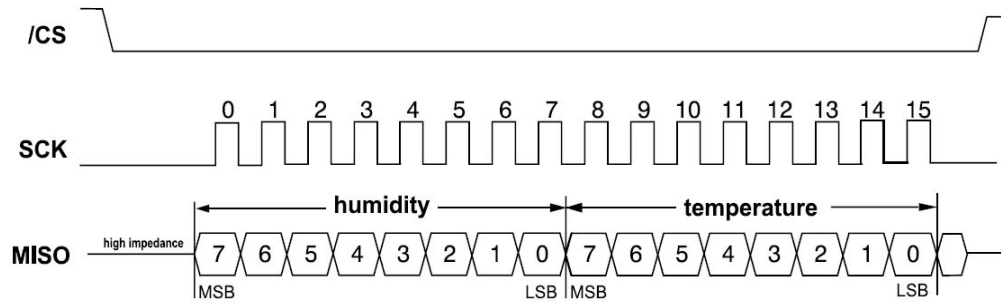 /CS
0 1 2 3 4 5 6 7 8 9 10 11 12 13 14 15
SCK
humidity temperature
high impedance
MISO 7 6 5 4 3 2 1 0 7 6 5 4 3 2 1 0
MSB LSB MSB LSB